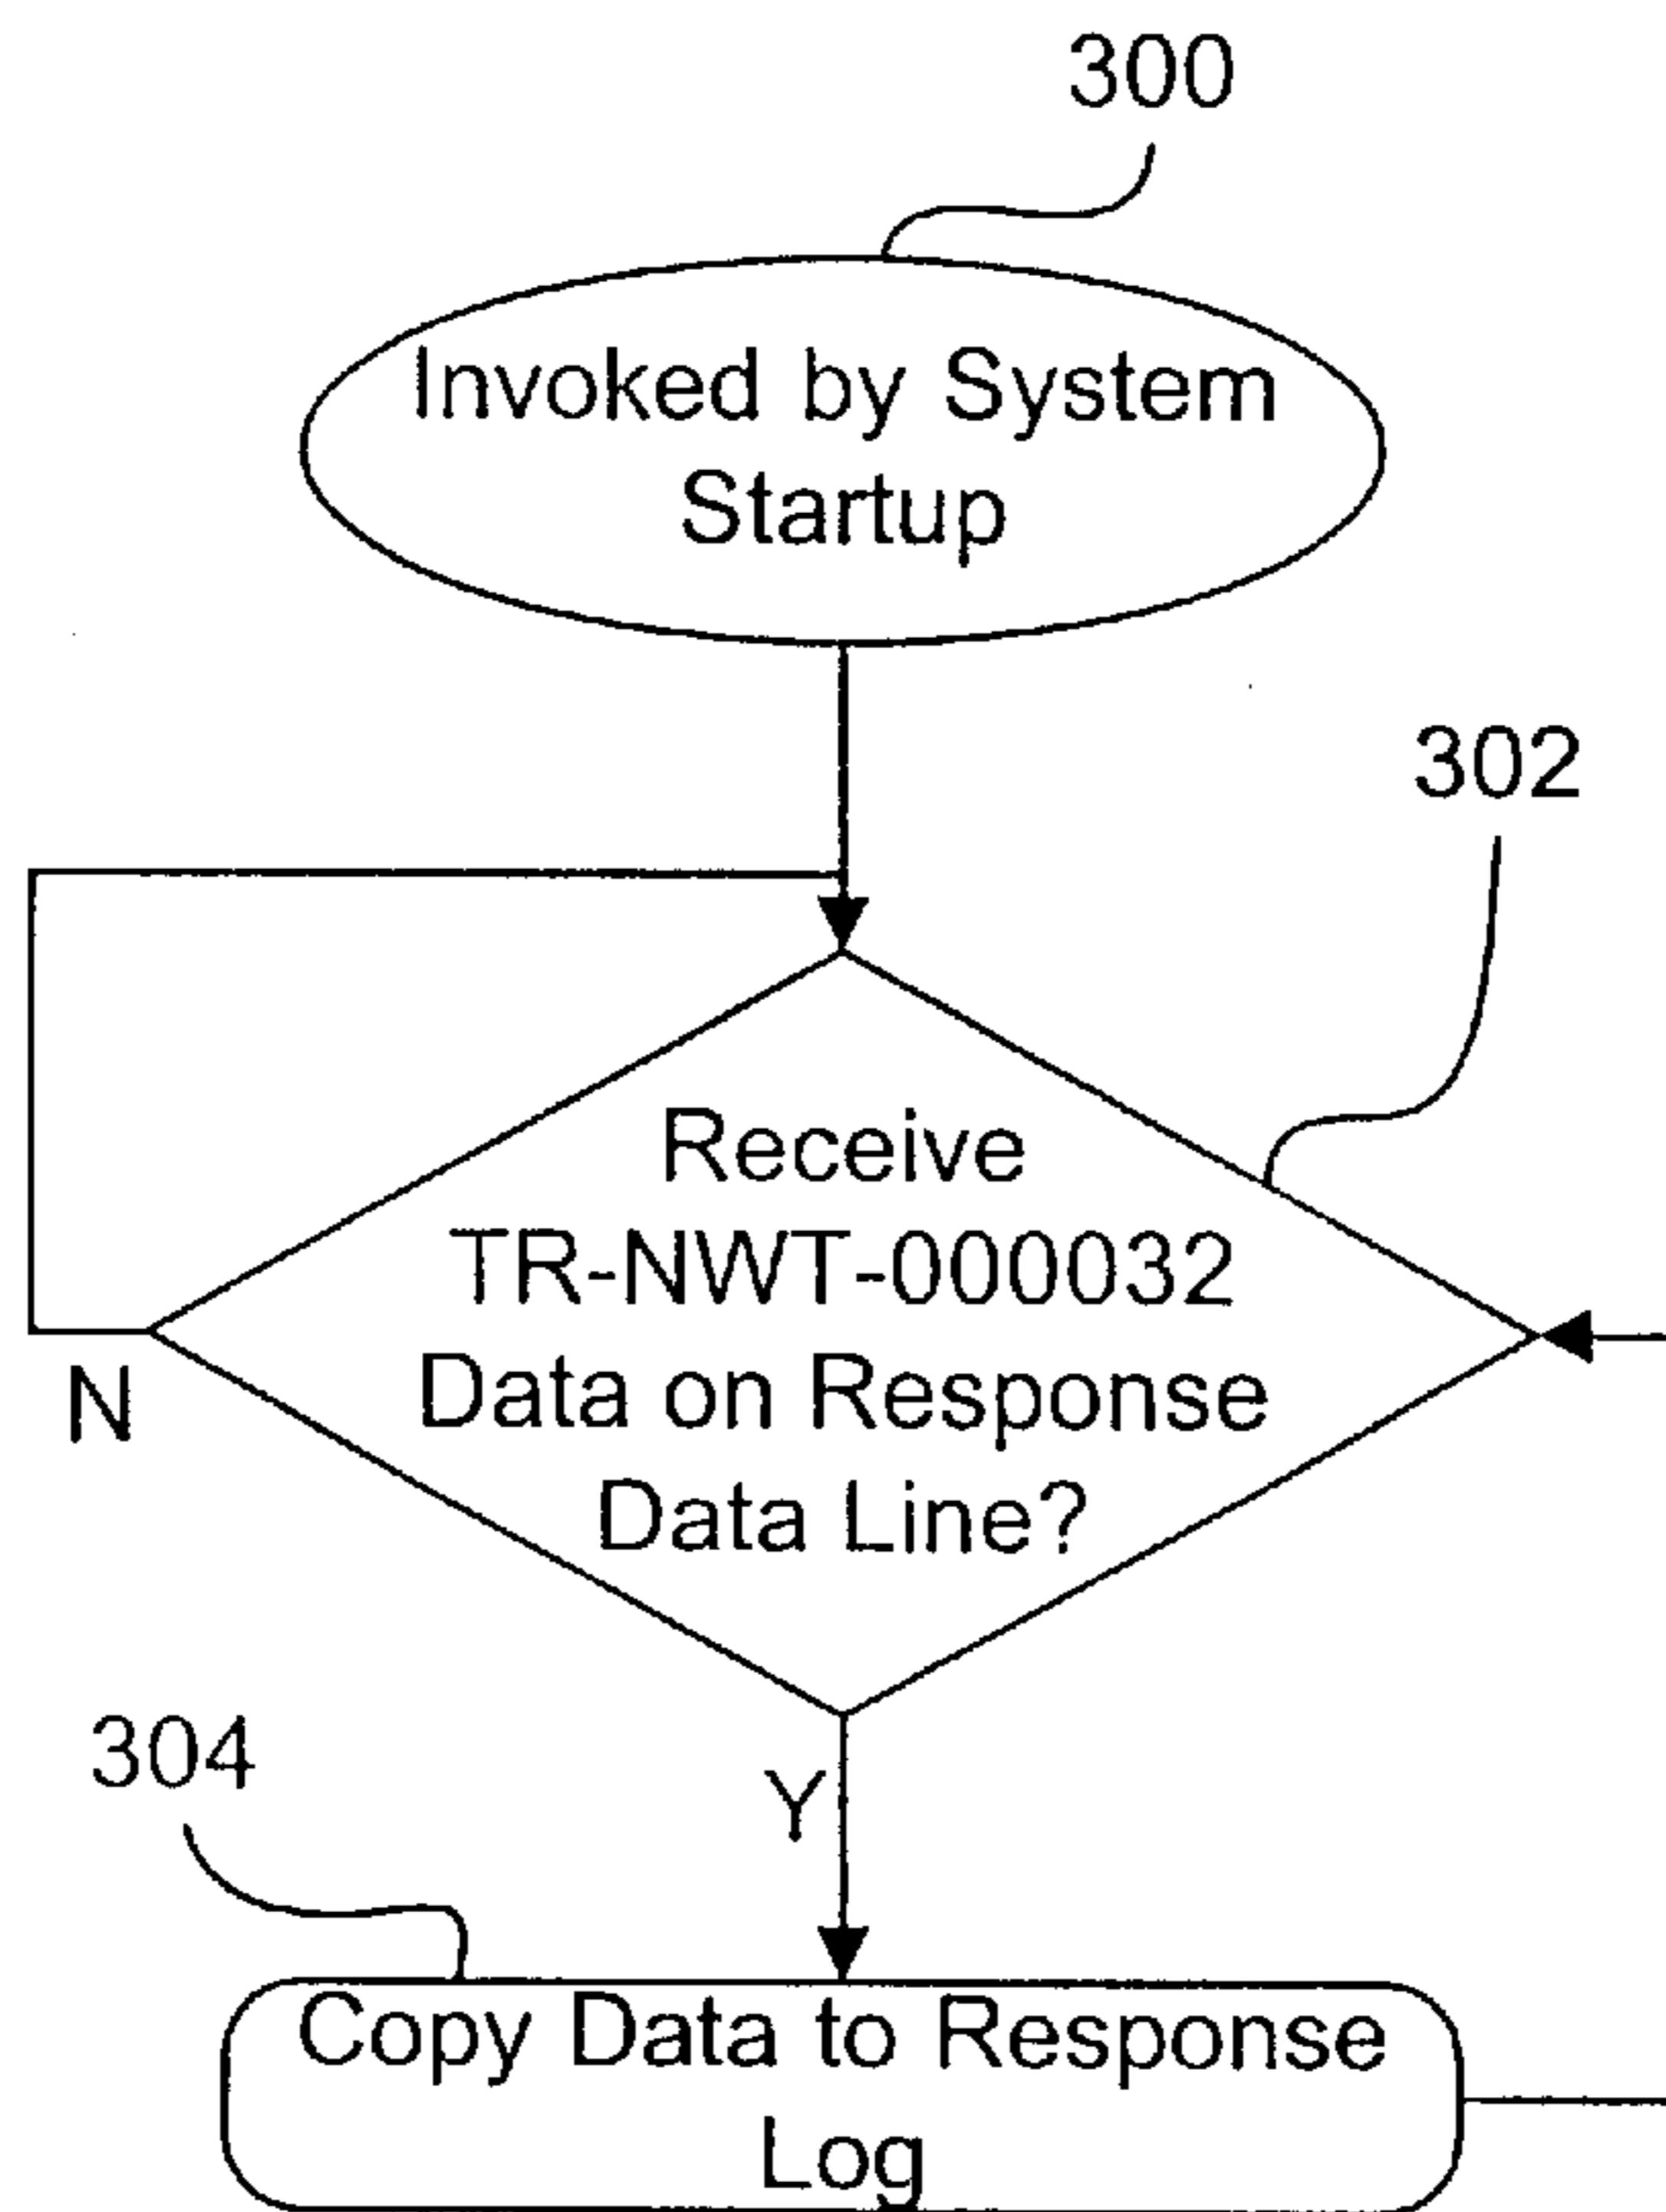 300
Invoked by System
Startup
302
Receive
TR-NWT-000032
Data on Response
Data Line?
N
304
Y
Copy Data to Response
Log